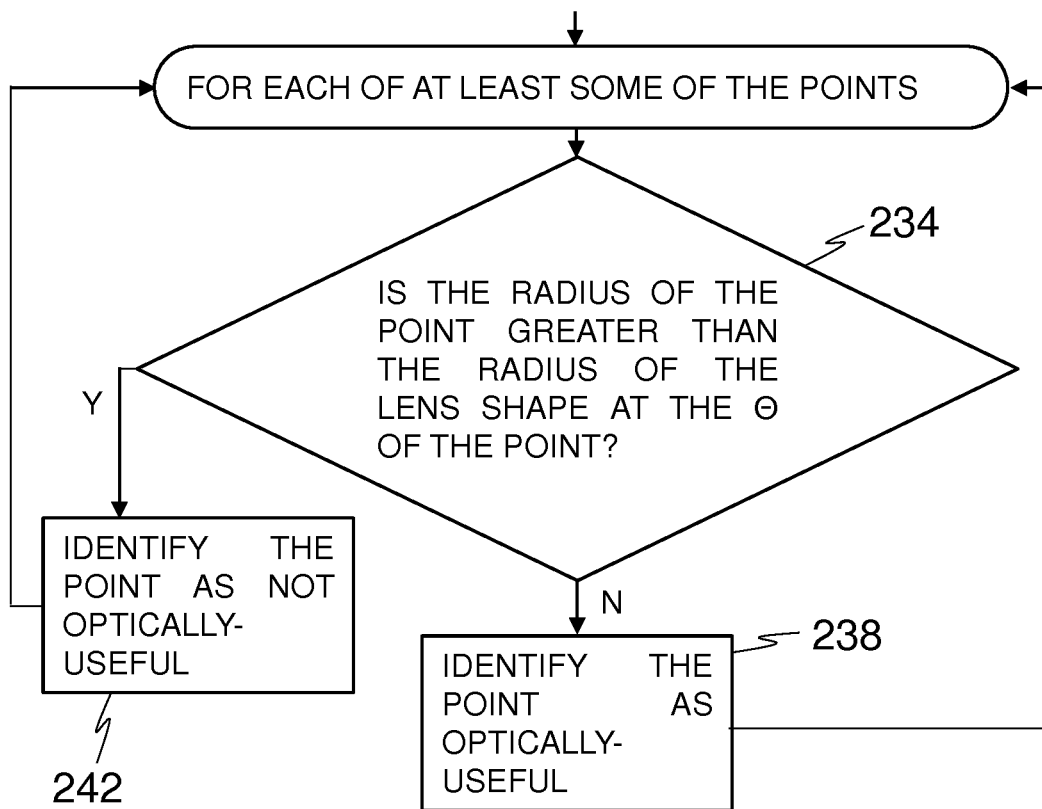 FOR EACH OF AT LEAST SOME OF THE POINTS
234
IS THE RADIUS OF THE
POINT GREATER THAN
THE RADIUS OF THE
LENS SHAPE AT THE Θ
OF THE POINT?
Y
IDENTIFY THE
POINT AS NOT
OPTICALLY-
USEFUL
N
238
IDENTIFY THE
POINT AS
OPTICALLY-
USEFUL
242